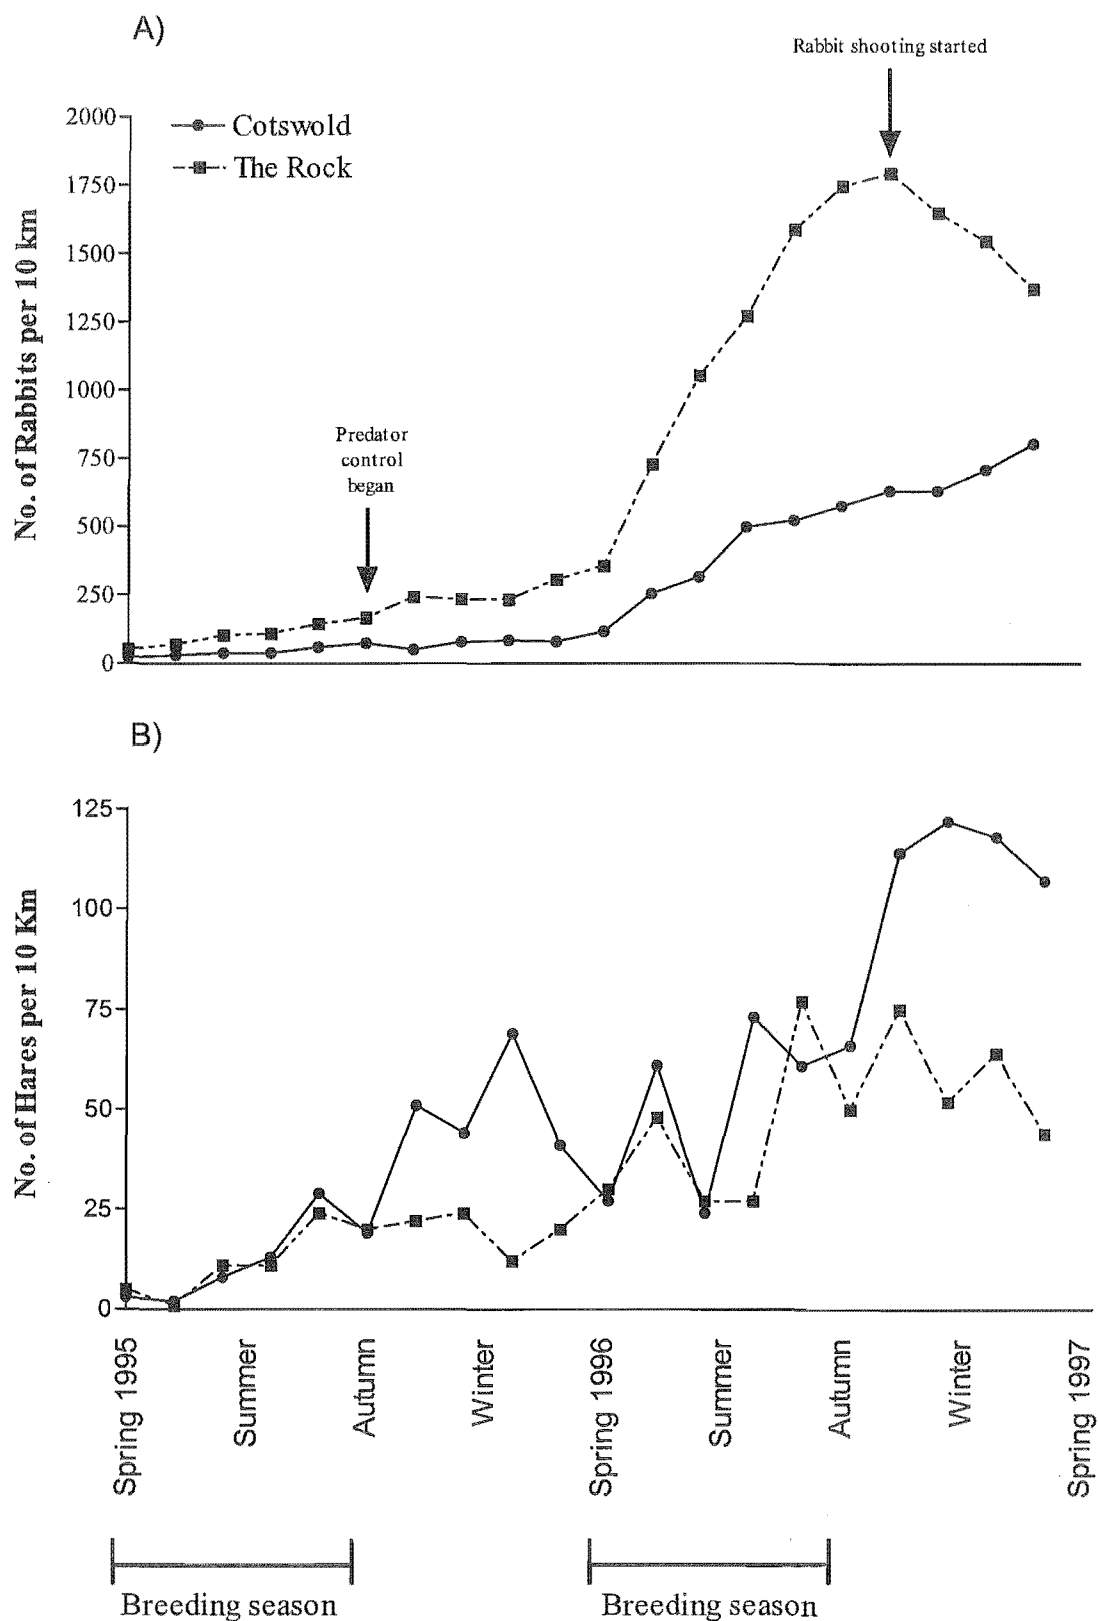 A)
Rabbit shooting started
Cotswold
The Rock
No. of Rabbits per 10 km
2000
1750
1500
1250
1000
750
500
250
0
Predator
control
began
B)
No. of Hares per 10 Km
125
100
75
50
25
0
Spring 1995
Summer
Autumn
Winter
Spring 1996
Summer
Autumn
Winter
Spring 1997
Breeding season
Breeding season